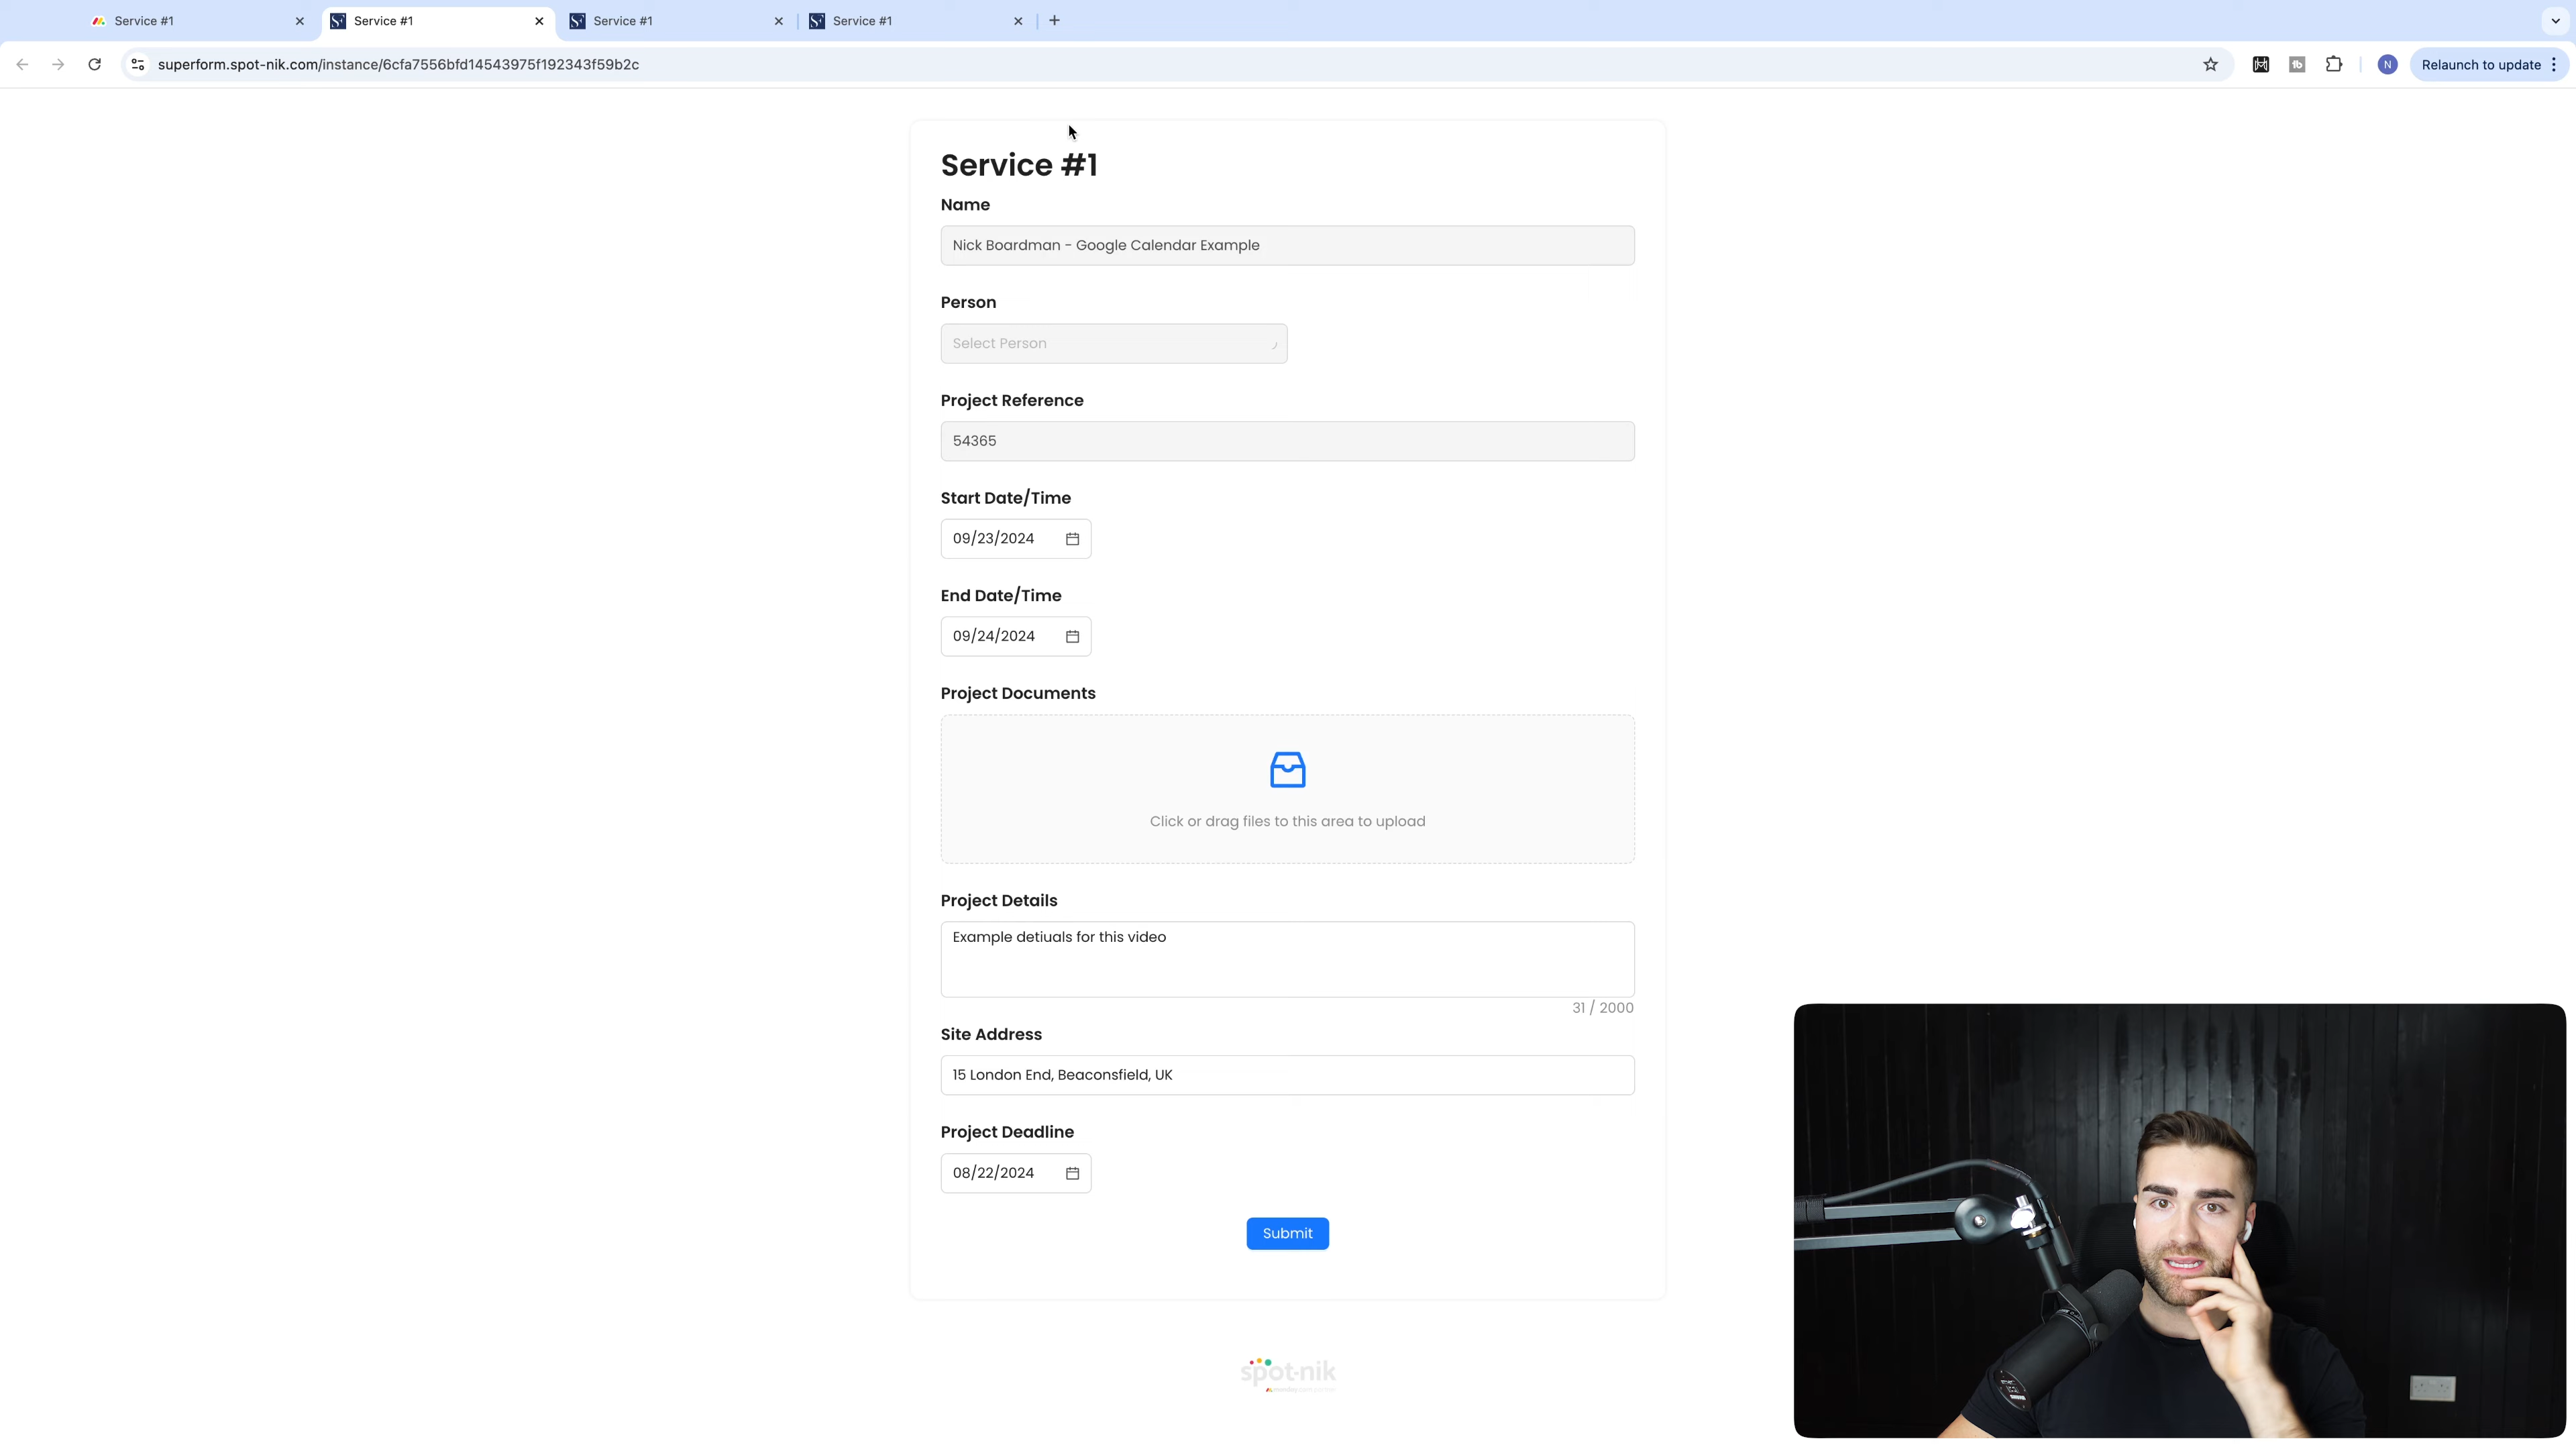 Service #1
Service #1
Service #1
Service #1
superform.spot-nik.com/instance/6cfa7556bfd14543975f192343f59b2c
tb
N
Relaunch to update
Service #1
Name
Nick Boardman - Google Calendar Example
Person
Select Person
Project Reference
54365
Start Date/Time
09/23/2024
End Date/Time
09/24/2024
Project Documents
Click or drag files to this area to upload
Project Details
Example detiuals for this video
31 / 2000
Site Address
15 London End, Beaconsfield, UK
Project Deadline
08/22/2024
Submit
spot-nik